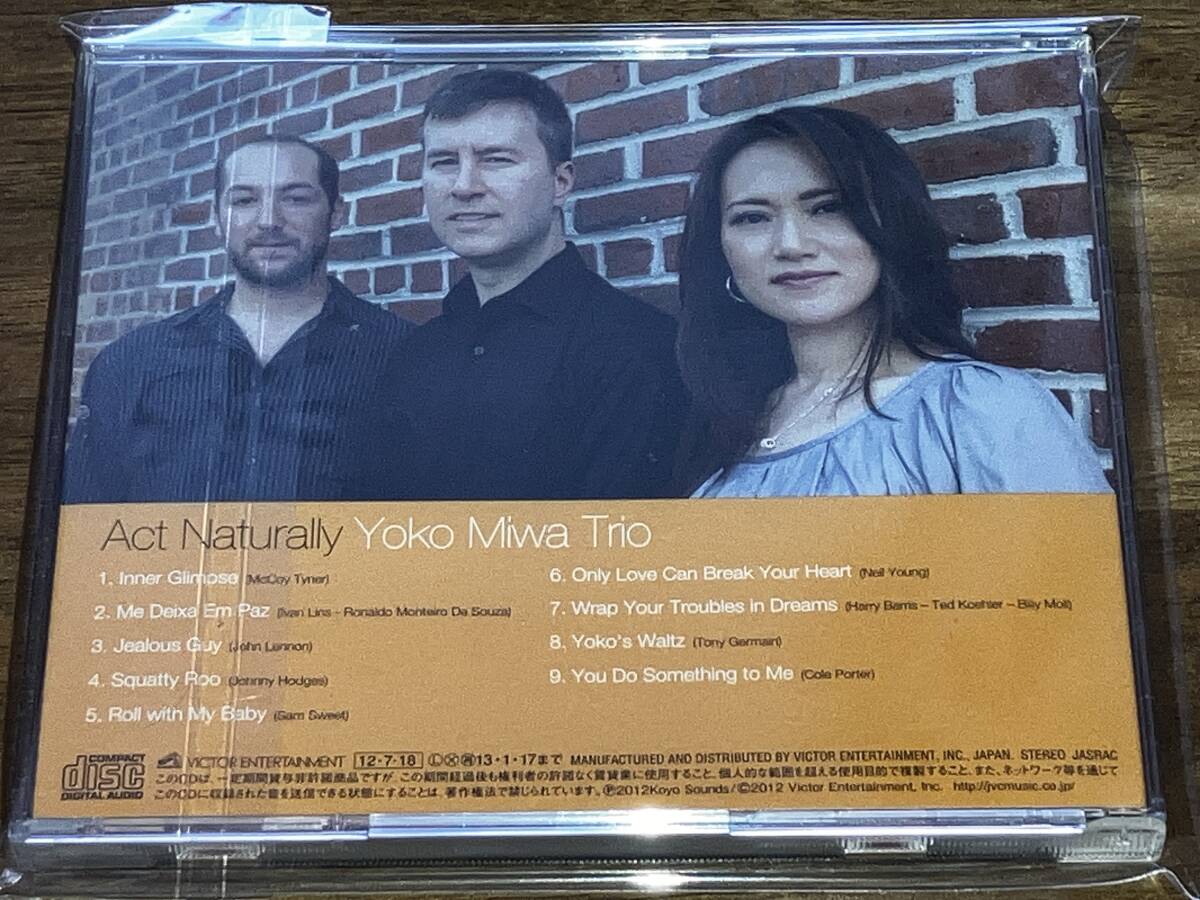 Act Naturally Yoko Miwa Trio
1. Inner Glimpse (McCoy Tyner)
2. Me Deixa Em Paz (Ivan Lins – Ronaldo Monteiro De Souza)
3. Jealous Guy (John Lennon)
4. Squatty Roo (Johnny Hodges)
5. Roll with My Baby (Sam Sweet)
6. Only Love Can Break Your Heart (Neil Young)
7. Wrap Your Troubles in Dreams (Harry Barris – Ted Koehler – Billy Moll)
8. Yoko's Waltz (Tony Germain)
9. You Do Something to Me (Cole Porter)
COMPACT disc DIGITAL AUDIO
VICTOR ENTERTAINMENT 12・7・18 Ⓛ Ⓧ 13・1・17まで MANUFACTURED AND DISTRIBUTED BY VICTOR ENTERTAINMENT, INC., JAPAN. STEREO JASRAC
このCDは、一定期間貸与非許諾商品ですが、この期間経過後も権利者の許諾なく賃貸業に使用すること、個人的な範囲を超える使用目的で複製すること、また、ネットワーク等を通じて
このCDに収録された音を送信できる状態にすることは、著作権法で禁じられています。Ⓟ2012Koyo Sounds/©2012 Victor Entertainment, Inc. http://jvcmusic.co.jp/